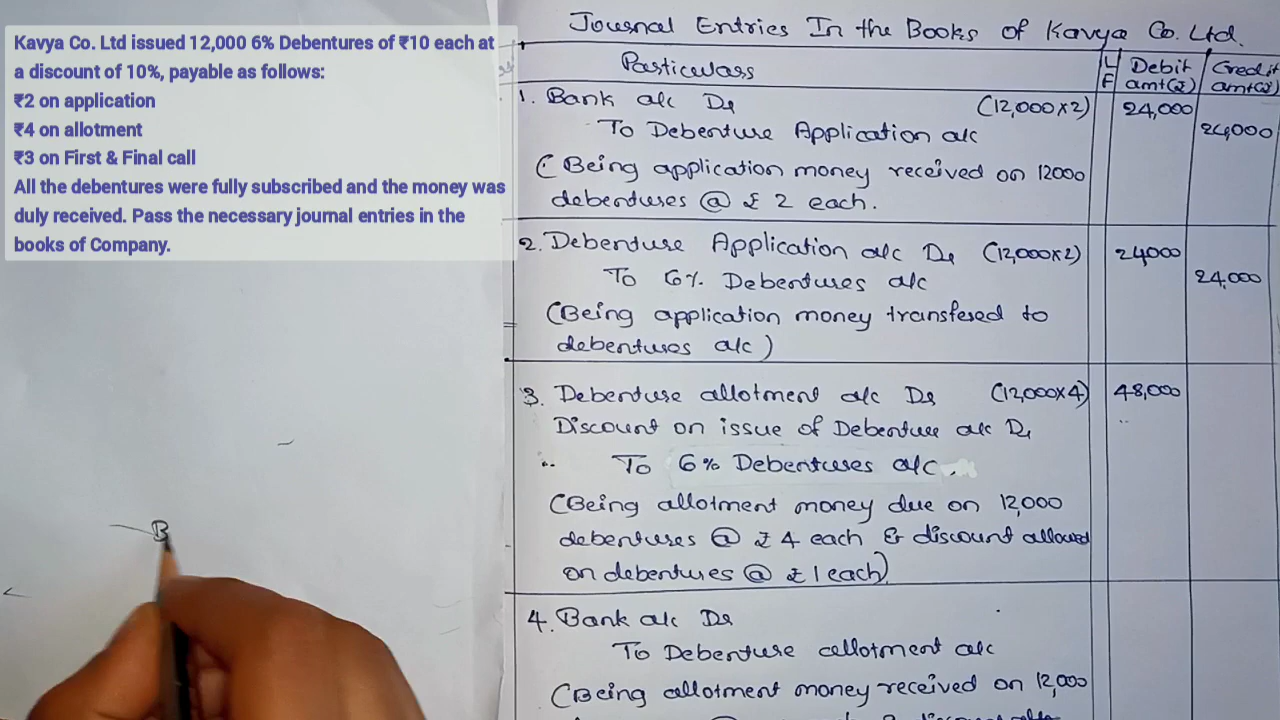 Kavya Co. Ltd issued 12,000 6% Debentures of ₹10 each at
a discount of 10%, payable as follows:
₹2 on application
₹4 on allotment
₹3 on First & Final call
All the debentures were fully subscribed and the money was
duly received. Pass the necessary journal entries in the
books of Company.
B
Journal Entries In the Books of Kavya Co. Ltd.
Particulars LF Debit amt(₹) Credit amt(₹)
1. Bank a/c Dr (12,000x2) 24,000
To Debenture Application a/c 24,000
(Being application money received on 12000
debentures @ ₹ 2 each.
2. Debenture Application a/c Dr (12,000x2) 24000
To 6% Debentures a/c 24,000
(Being application money transfered to
debentures a/c)
3. Debenture allotment a/c Dr (12,000x4) 48,000
Discount on issue of Debenture a/c Dr
To 6% Debentures a/c.
(Being allotment money due on 12,000
debentures @ ₹ 4 each & discount allowed
on debentures @ ₹ 1 each)
4. Bank a/c Dr
To Debenture allotment a/c
(Being allotment money received on 12,000